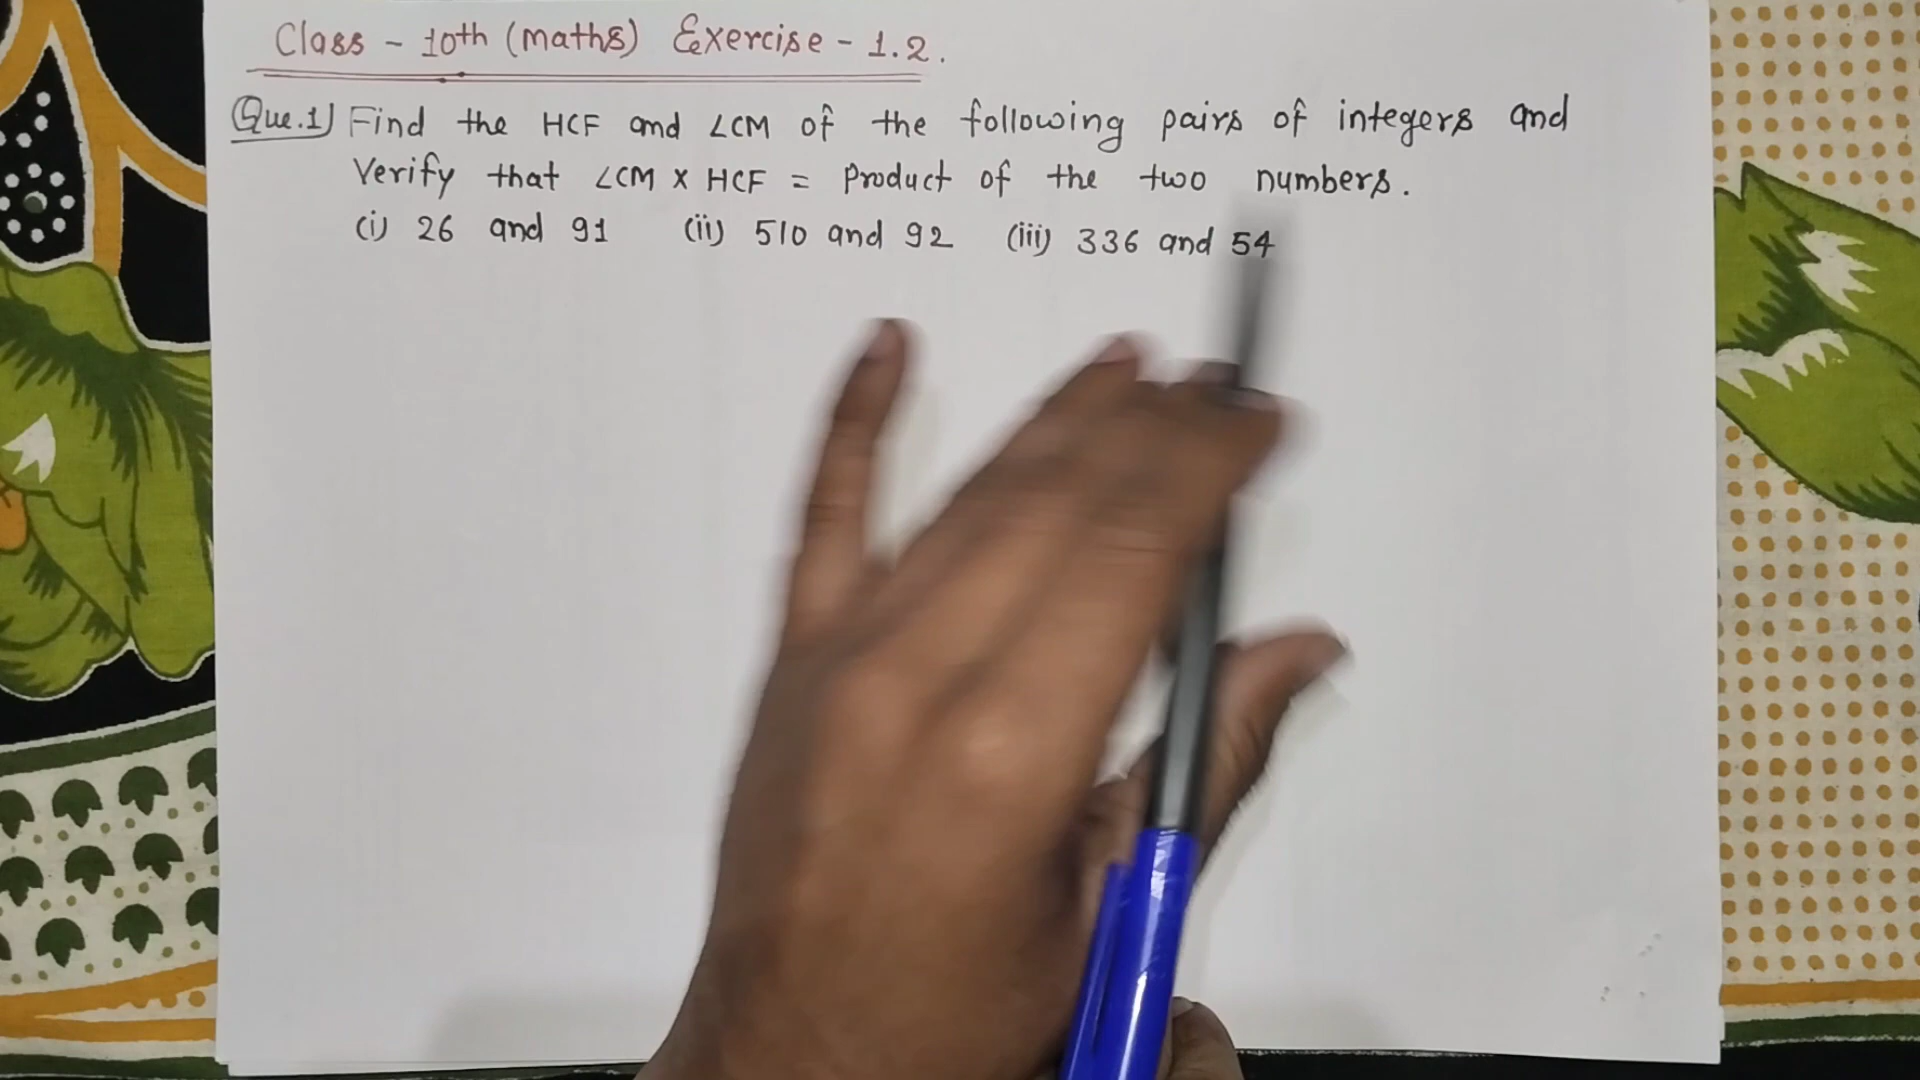 Class - 10th (maths) Exercise - 1.2.
Que.1) Find the HCF and LCM of the following pairs of integers and
Verify that LCM x HCF = Product of the two numbers.
(i) 26 and 91 (ii) 510 and 92 (iii) 336 and 54